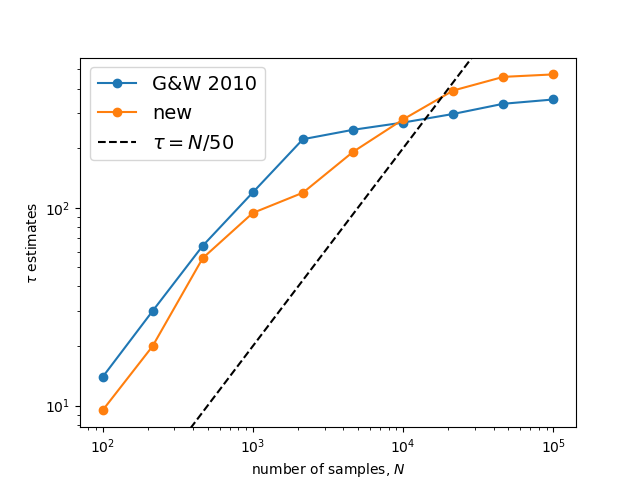 G&W 2010
new
τ = N/50
10²
10¹
τ estimates
10² 10³ 10⁴ 10⁵
number of samples, N